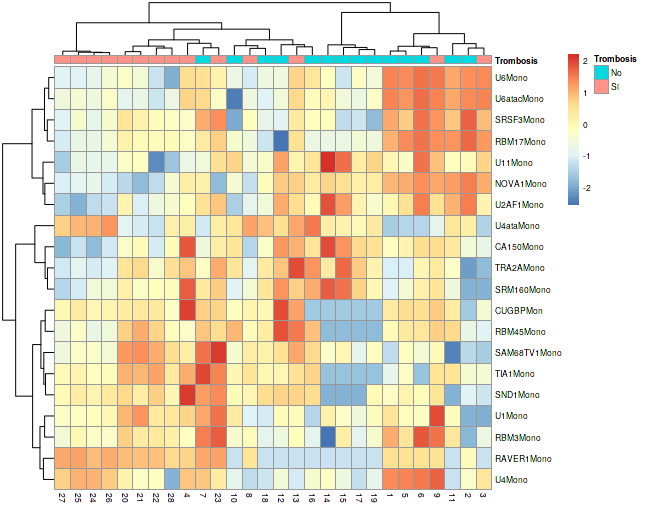 Trombosis
Trombosis
No
SI
2
1
0
-1
-2
U6Mono
U6atacMono
SRSF3Mono
RBM17Mono
U11Mono
NOVA1Mono
U2AF1Mono
U4ataMono
CA150Mono
TRA2AMono
SRM160Mono
CUGBPMon
RBM45Mono
SAM68TV1Mono
TIA1Mono
SND1Mono
U1Mono
RBM3Mono
RAVER1Mono
U4Mono
27 25 24 26 20 21 22 28 4 7 23 10 8 18 12 13 16 14 15 17 19 1 5 6 9 11 2 3